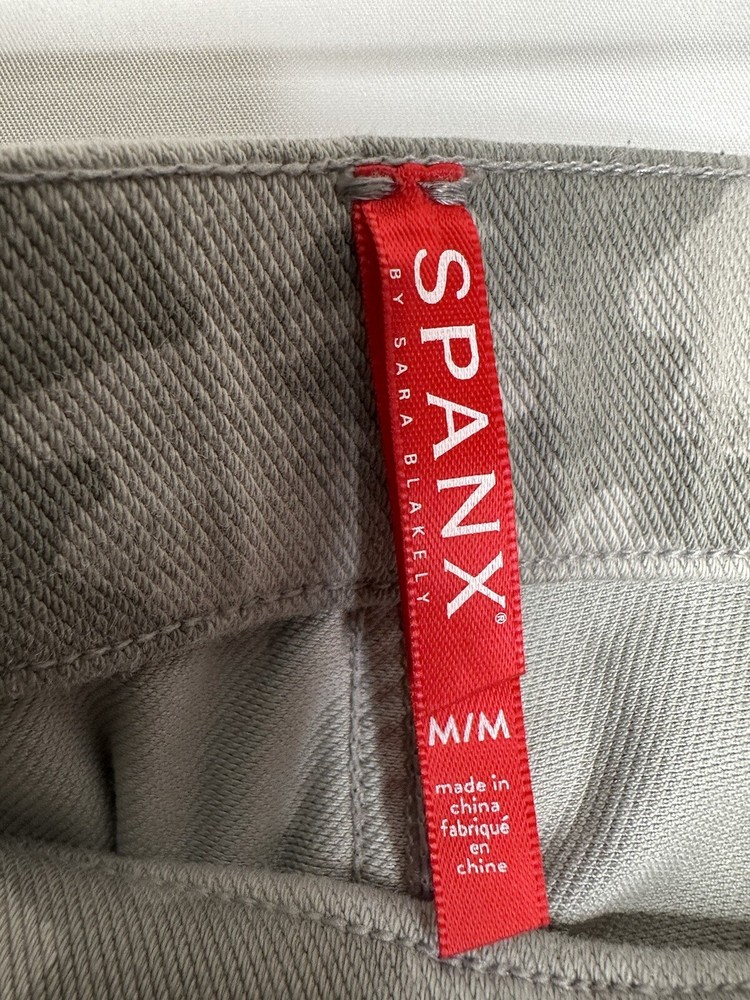 SPANX®
BY SARA BLAKELY
M/M
made in
china
fabriqué
en
chine